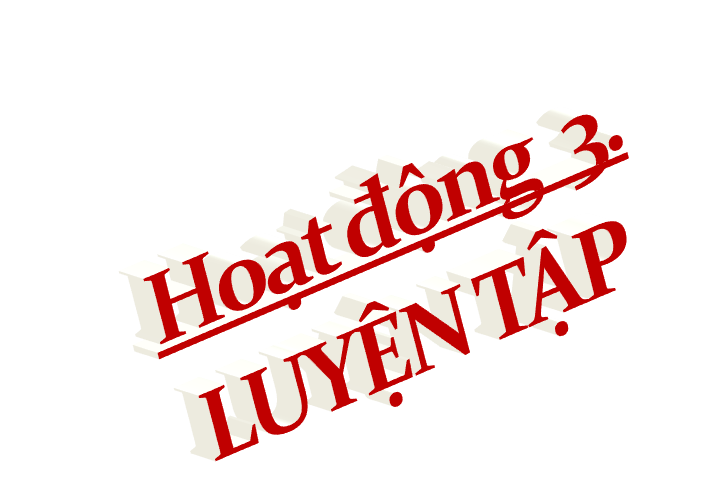 Hoạt động 3.
LUYỆN TẬP